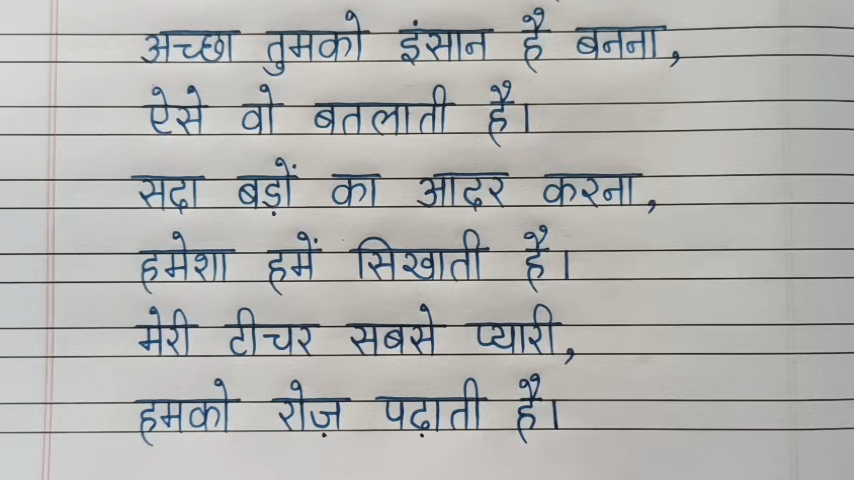 अच्छा तुमको इंसान है बनना,
ऐसे वो बतलाती है।
सदा बड़ों का आदर करना,
हमेशा हमें सिखाती है।
मेरी टीचर सबसे प्यारी,
हमको रोज़ पढ़ाती है।